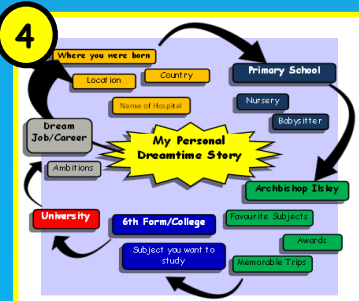 4
Where you were born
Location
Country
Name of Hospital
Primary School
Nursery
Babysitter
My Personal
Dreamtime Story
Dream
Job/Career
Ambitions
Archbishop Ilsley
Favourite Subjects
Awards
Memorable Trips
6th Form/College
Subject you want to
study
University